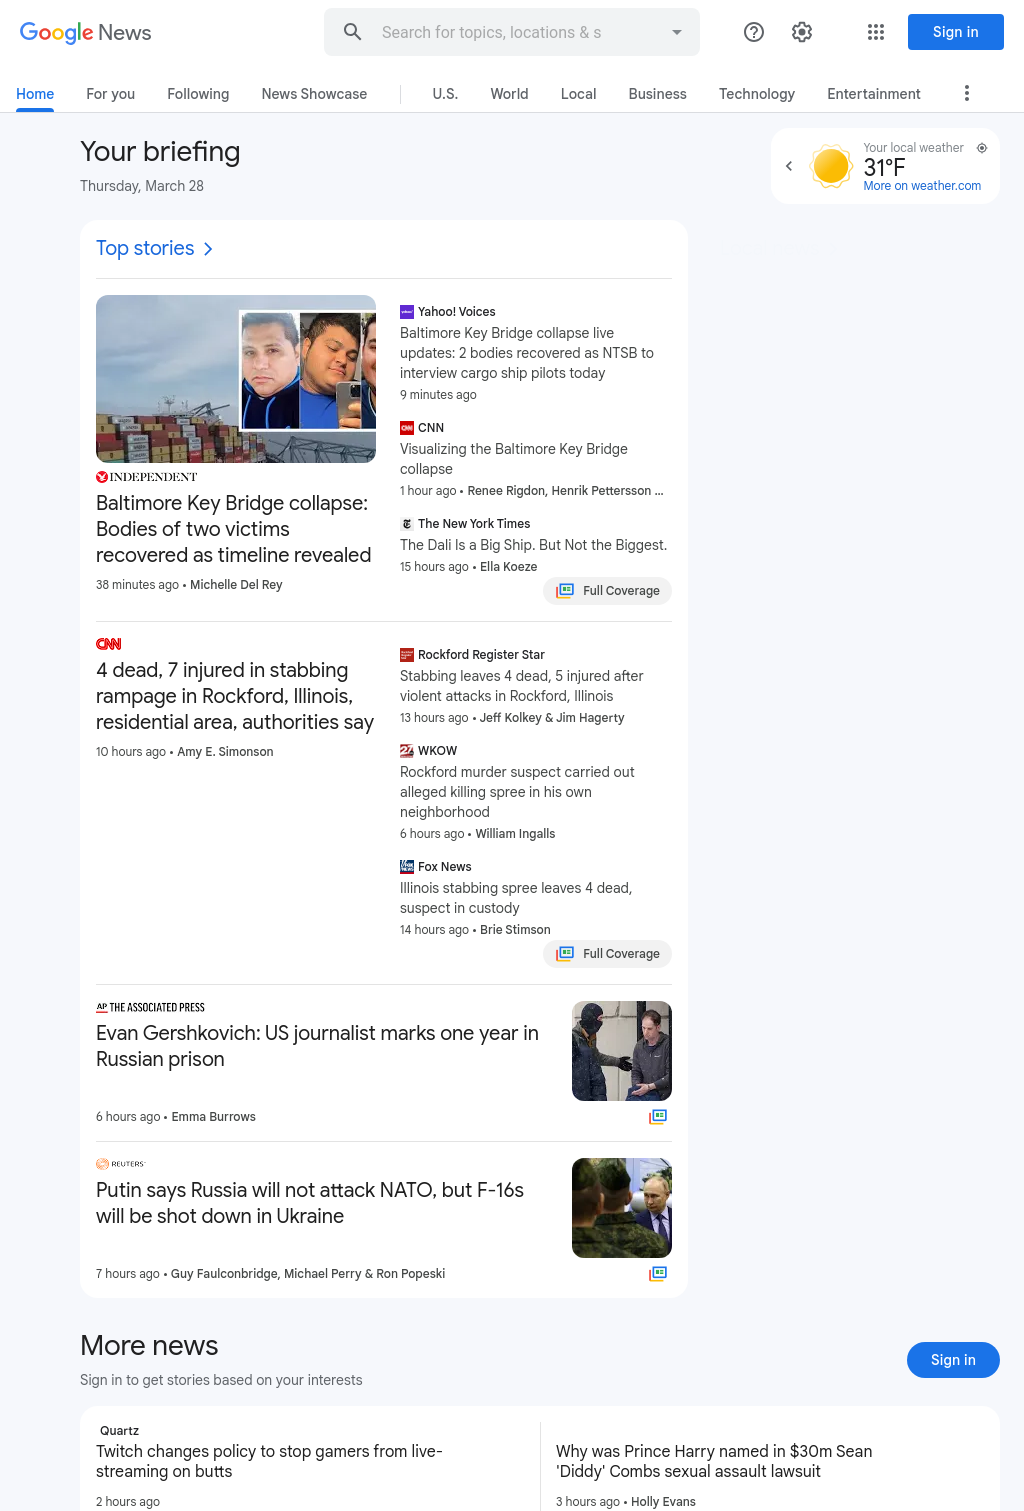 Google News
Search for topics, locations & s
Sign in
Home
For you
Following
News Showcase
U.S.
World
Local
Business
Technology
Entertainment
Your briefing
Thursday, March 28
Your local weather
31°F
More on weather.com
Top stories
INDEPENDENT
Baltimore Key Bridge collapse:
Bodies of two victims
recovered as timeline revealed
38 minutes ago • Michelle Del Rey
Yahoo! Voices
Baltimore Key Bridge collapse live
updates: 2 bodies recovered as NTSB to
interview cargo ship pilots today
9 minutes ago
CNN
Visualizing the Baltimore Key Bridge
collapse
1 hour ago • Renee Rigdon, Henrik Pettersson ...
The New York Times
The Dali Is a Big Ship. But Not the Biggest.
15 hours ago • Ella Koeze
Full Coverage
CNN
4 dead, 7 injured in stabbing
rampage in Rockford, Illinois,
residential area, authorities say
10 hours ago • Amy E. Simonson
Rockford Register Star
Stabbing leaves 4 dead, 5 injured after
violent attacks in Rockford, Illinois
13 hours ago • Jeff Kolkey & Jim Hagerty
WKOW
Rockford murder suspect carried out
alleged killing spree in his own
neighborhood
6 hours ago • William Ingalls
Fox News
Illinois stabbing spree leaves 4 dead,
suspect in custody
14 hours ago • Brie Stimson
Full Coverage
AP THE ASSOCIATED PRESS
Evan Gershkovich: US journalist marks one year in
Russian prison
6 hours ago • Emma Burrows
REUTERS
Putin says Russia will not attack NATO, but F-16s
will be shot down in Ukraine
7 hours ago • Guy Faulconbridge, Michael Perry & Ron Popeski
More news
Sign in to get stories based on your interests
Sign in
Quartz
Twitch changes policy to stop gamers from live-
streaming on butts
2 hours ago
Why was Prince Harry named in $30m Sean
'Diddy' Combs sexual assault lawsuit
3 hours ago • Holly Evans